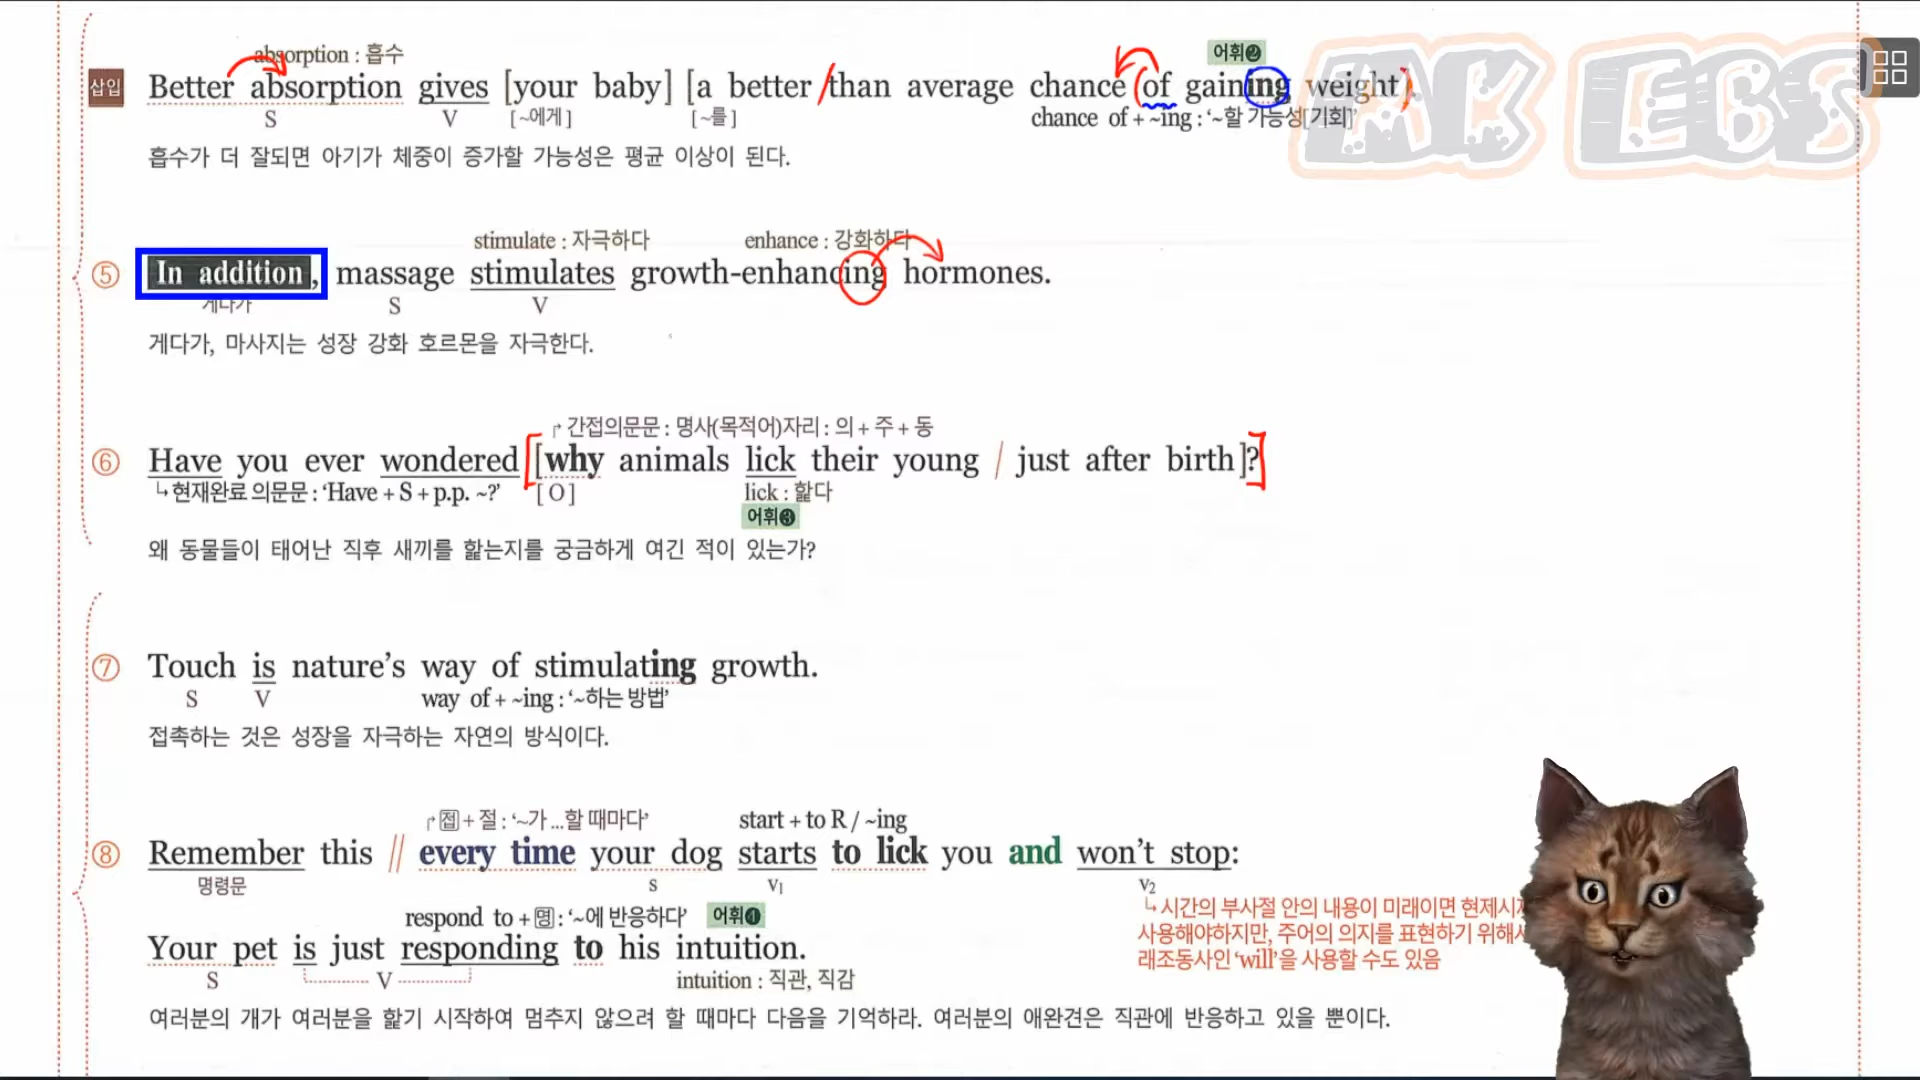 absorption : 흡수 어휘❷
삽입 Better absorption gives [your baby] [a better / than average chance (of gaining weight).
S V [~에게] [~를] chance of + ~ing : ‘~할 가능성[기회]’
흡수가 더 잘되면 아기가 체중이 증가할 가능성은 평균 이상이 된다.
AK EBS
stimulate : 자극하다 enhance : 강화하다
⑤ In addition, massage stimulates growth-enhancing hormones.
게다가 S V
게다가, 마사지는 성장 강화 호르몬을 자극한다.
↱ 간접의문문 : 명사(목적어)자리 : 의 + 주 + 동
⑥ Have you ever wondered [why animals lick their young / just after birth]?
↳ 현재완료 의문문 : ‘Have + S + p.p. ~?’ [ O ] lick : 핥다
어휘❸
왜 동물들이 태어난 직후 새끼를 핥는지를 궁금하게 여긴 적이 있는가?
⑦ Touch is nature’s way of stimulating growth.
S V way of + ~ing : ‘~하는 방법’
접촉하는 것은 성장을 자극하는 자연의 방식이다.
↱ 접 + 절 : ‘~가 ...할 때마다’ start + to R / ~ing
⑧ Remember this // every time your dog starts to lick you and won’t stop:
명령문 s v₁ v₂
↳ 시간의 부사절 안의 내용이 미래이면 현재시제
사용해야하지만, 주어의 의지를 표현하기 위해서
래조동사인 ‘will’을 사용할 수도 있음
respond to + 명 : ‘~에 반응하다’ 어휘❹
Your pet is just responding to his intuition.
S V intuition : 직관, 직감
여러분의 개가 여러분을 핥기 시작하여 멈추지 않으려 할 때마다 다음을 기억하라. 여러분의 애완견은 직관에 반응하고 있을 뿐이다.